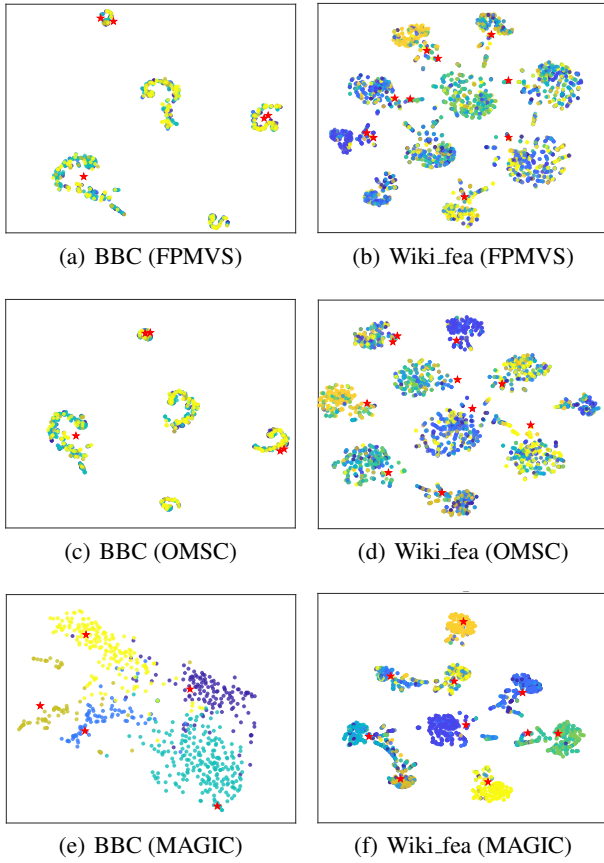 (a) BBC (FPMVS)
(b) Wiki_fea (FPMVS)
(c) BBC (OMSC)
(d) Wiki_fea (OMSC)
(e) BBC (MAGIC)
(f) Wiki_fea (MAGIC)